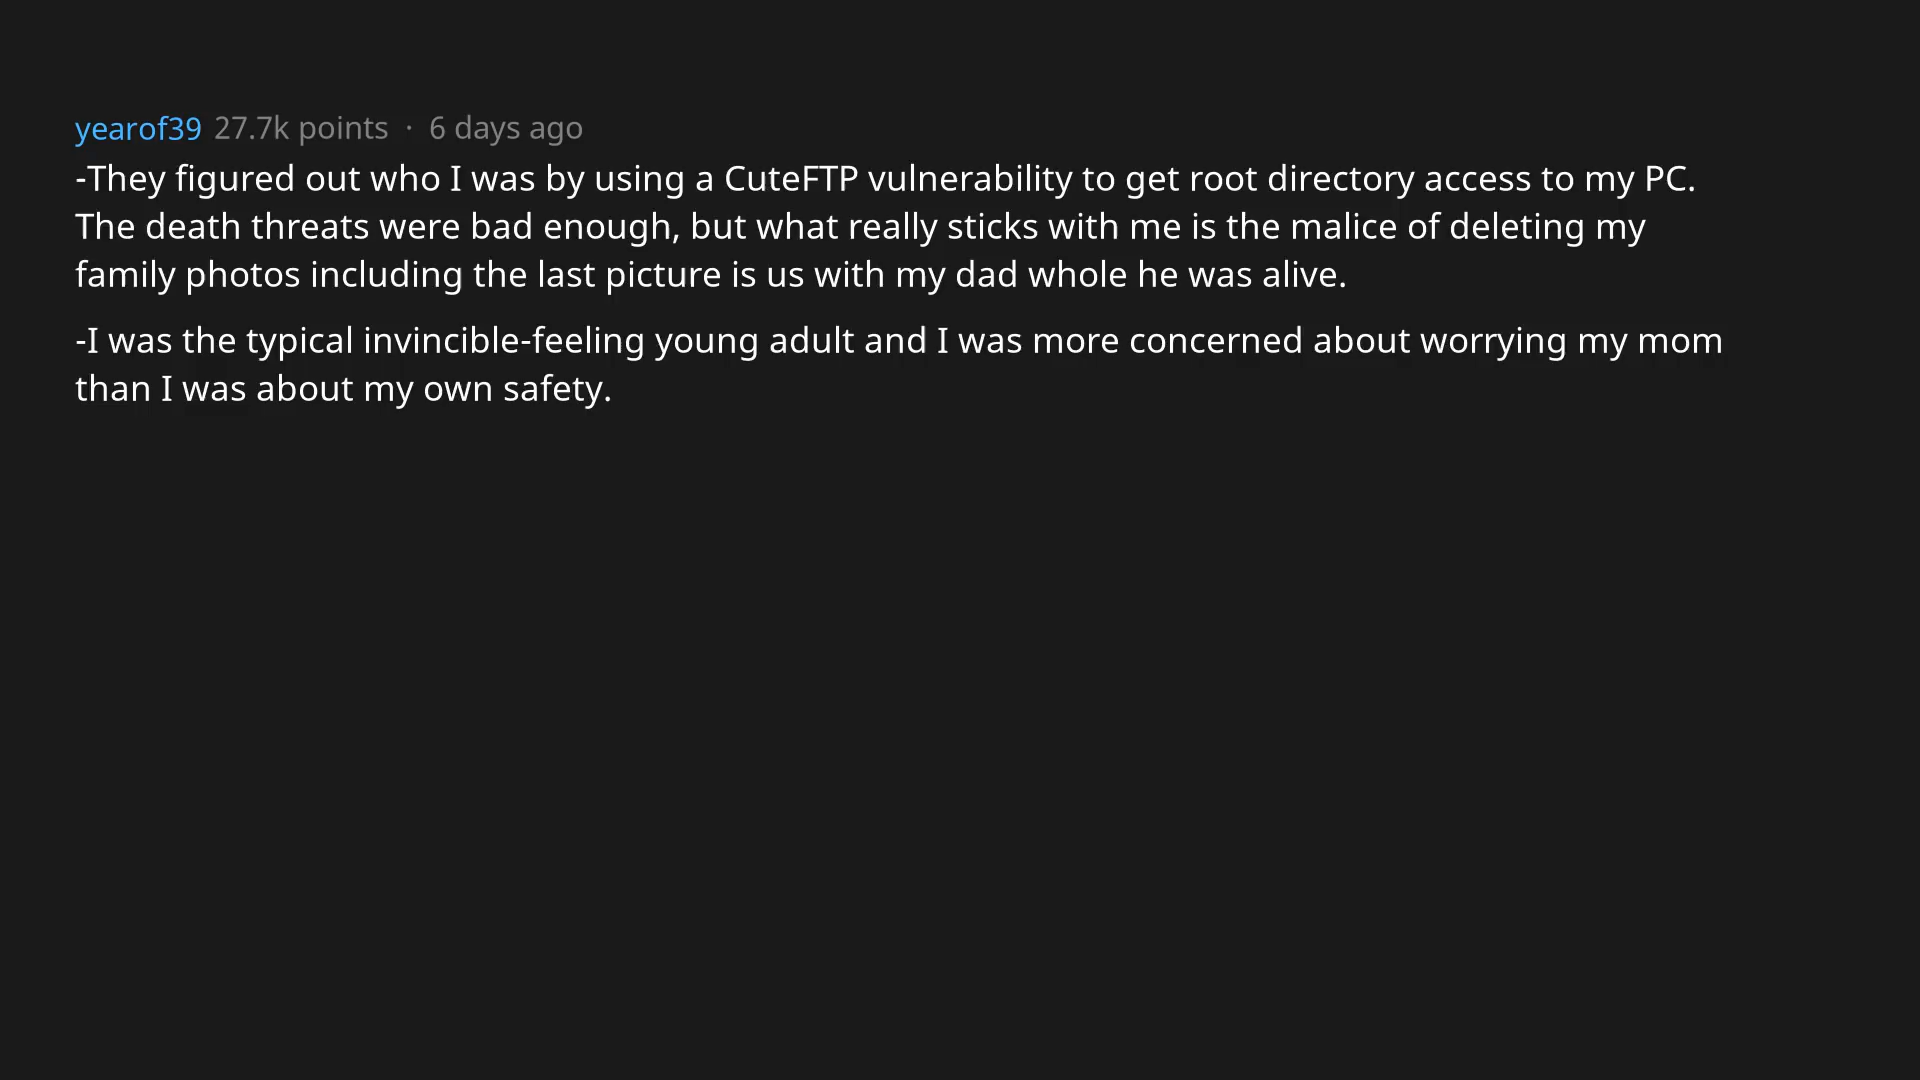 yearof39 27.7k points · 6 days ago
-They figured out who I was by using a CuteFTP vulnerability to get root directory access to my PC.
The death threats were bad enough, but what really sticks with me is the malice of deleting my
family photos including the last picture is us with my dad whole he was alive.
-I was the typical invincible-feeling young adult and I was more concerned about worrying my mom
than I was about my own safety.